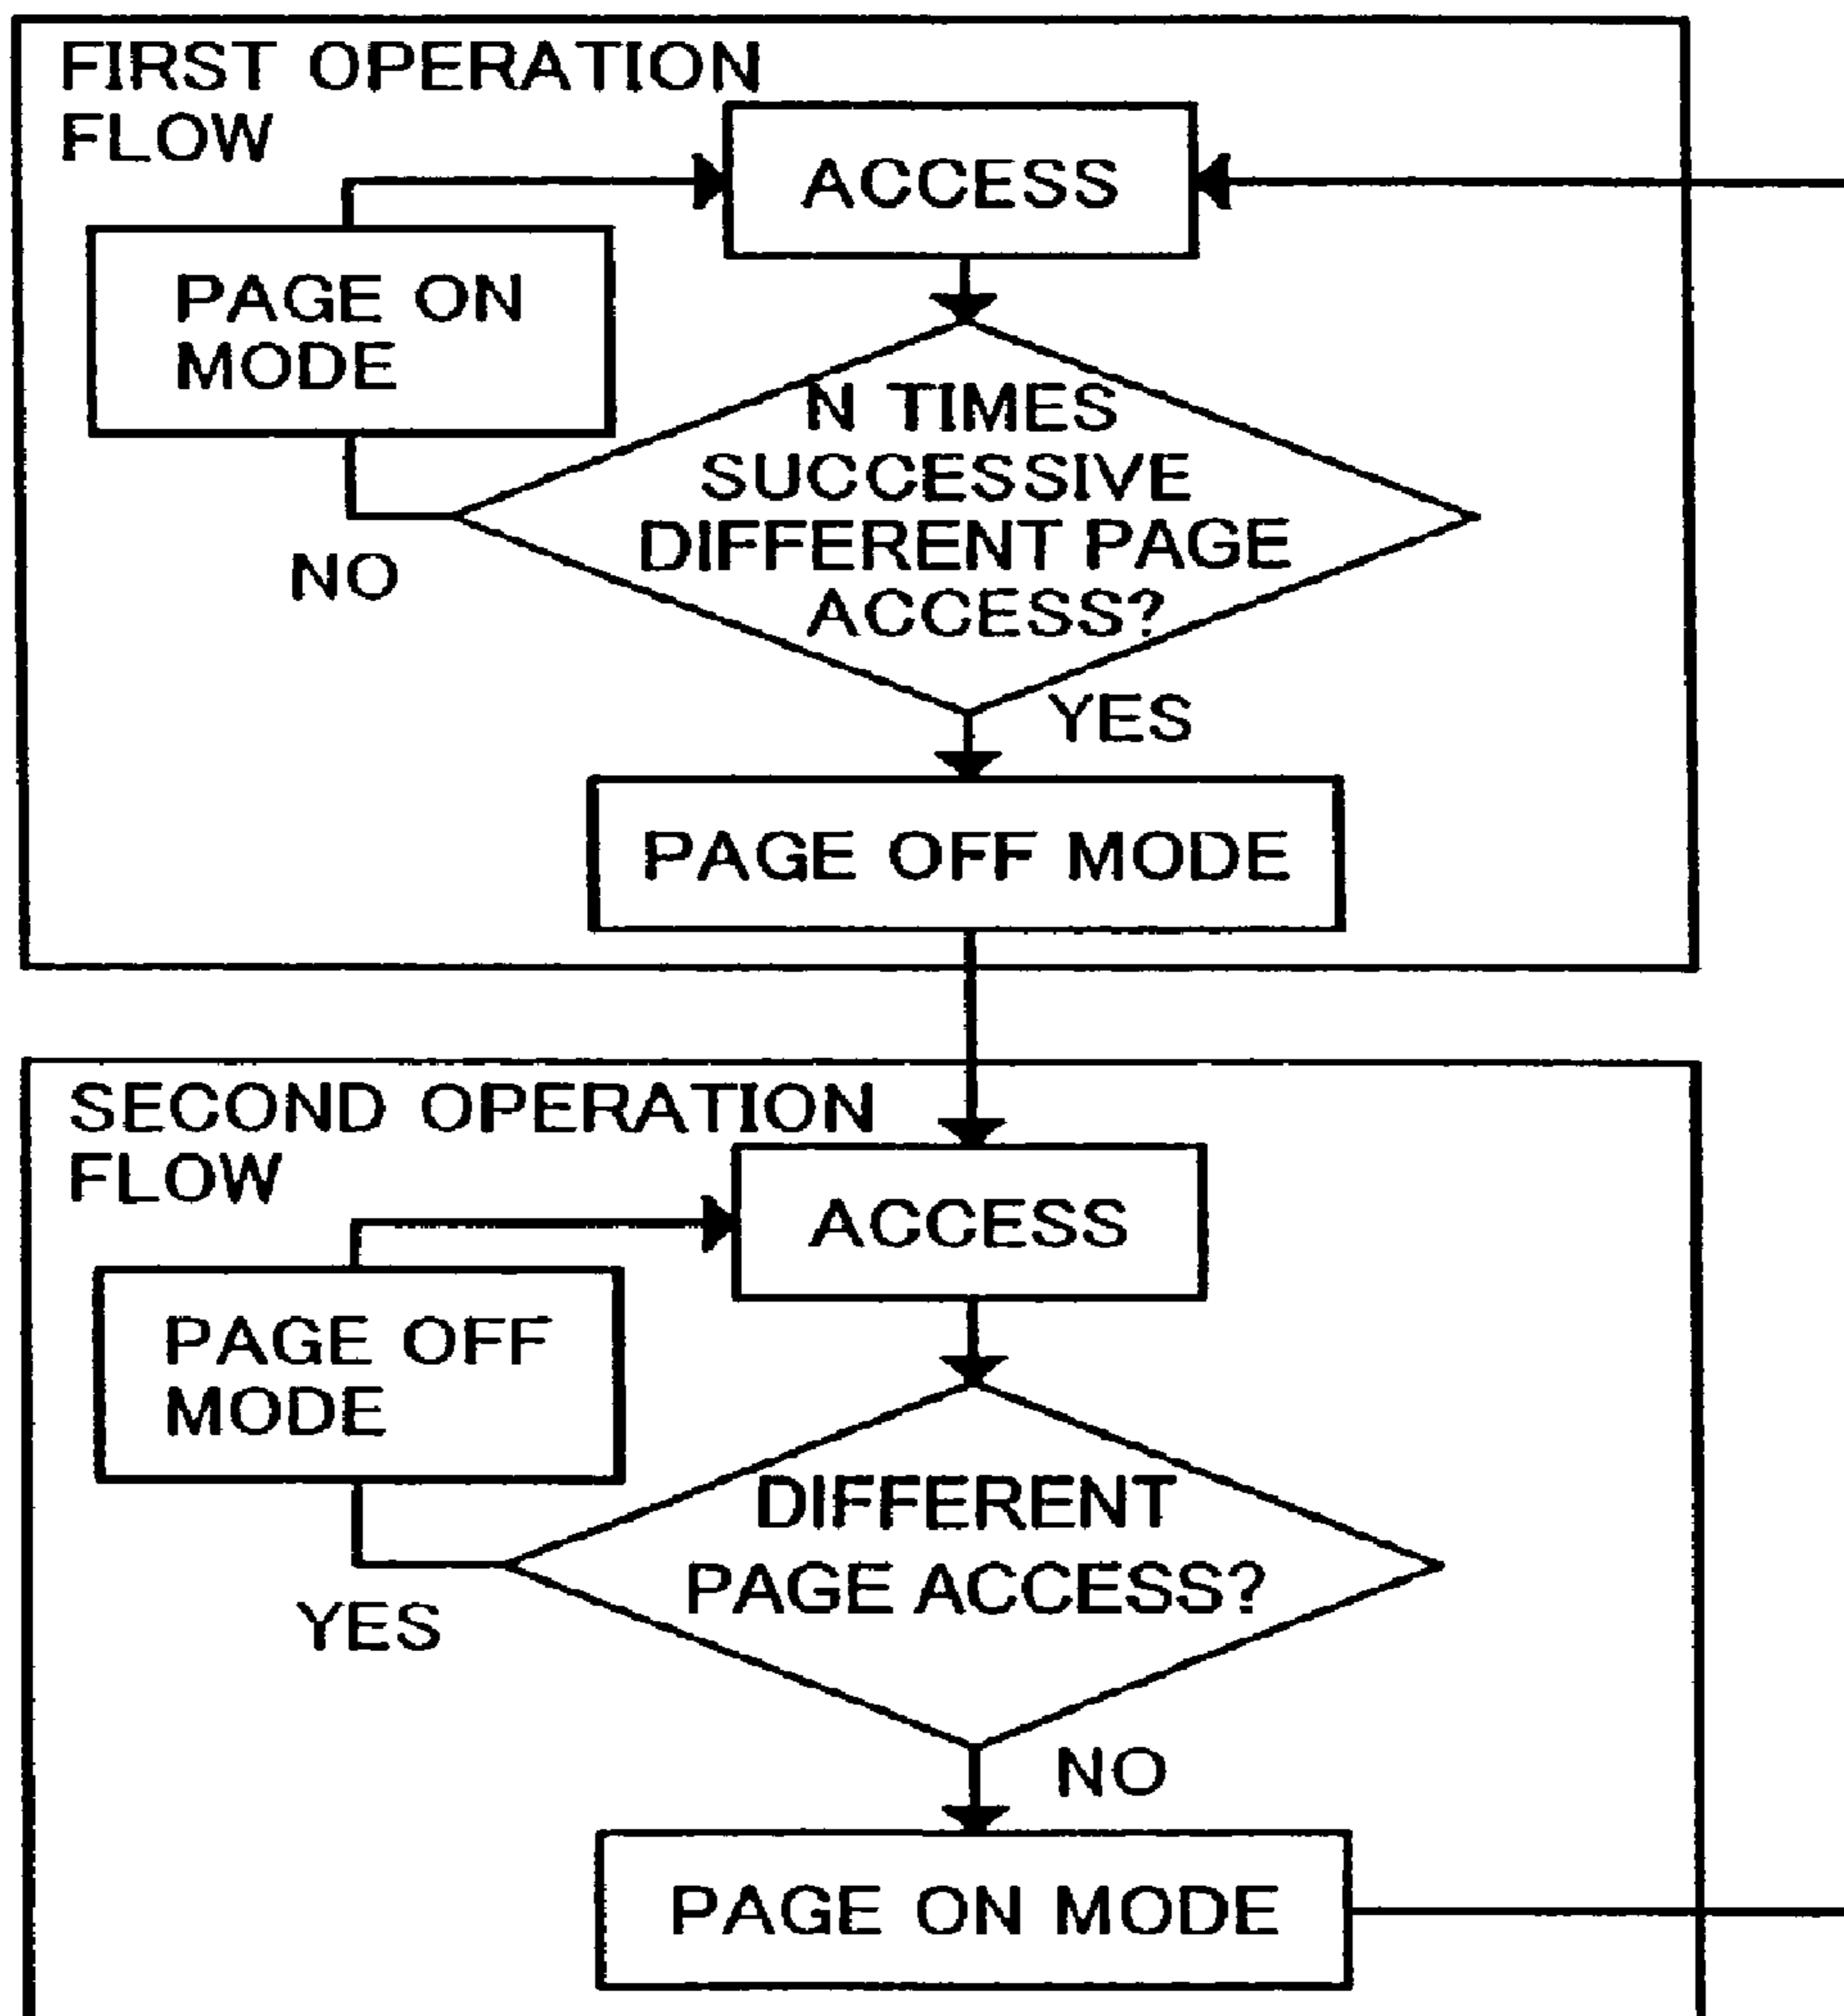 FIRST OPERATION
FLOW
ACCESS
PAGE ON
MODE
N TIMES
SUCCESSIVE
DIFFERENT PAGE
ACCESS?
NO
YES
PAGE OFF MODE
SECOND OPERATION
FLOW
ACCESS
PAGE OFF
MODE
DIFFERENT
PAGE ACCESS?
YES
NO
PAGE ON MODE